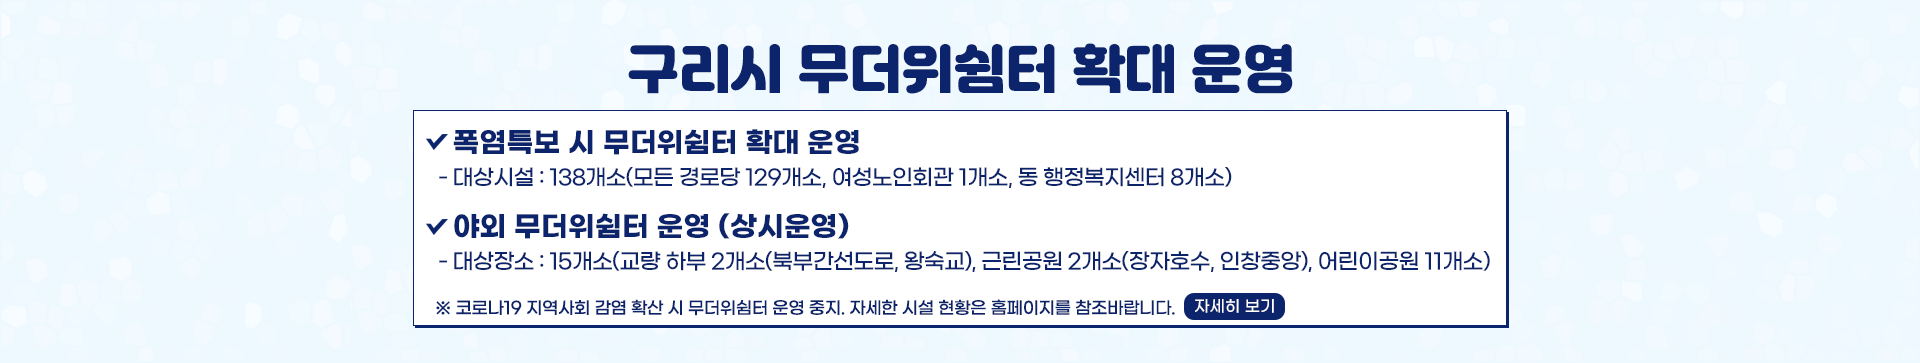 구리시 무더위쉼터 확대 운영
✓ 폭염특보 시 무더위쉼터 확대 운영
- 대상시설 : 138개소(모든 경로당 129개소, 여성노인회관 1개소, 동 행정복지센터 8개소)
✓ 야외 무더위쉼터 운영 (상시운영)
- 대상장소 : 15개소(교량 하부 2개소(북부간선도로, 왕숙교), 근린공원 2개소(장자호수, 인창중앙), 어린이공원 11개소)
※ 코로나19 지역사회 감염 확산 시 무더위쉼터 운영 중지. 자세한 시설 현황은 홈페이지를 참조바랍니다. 자세히 보기